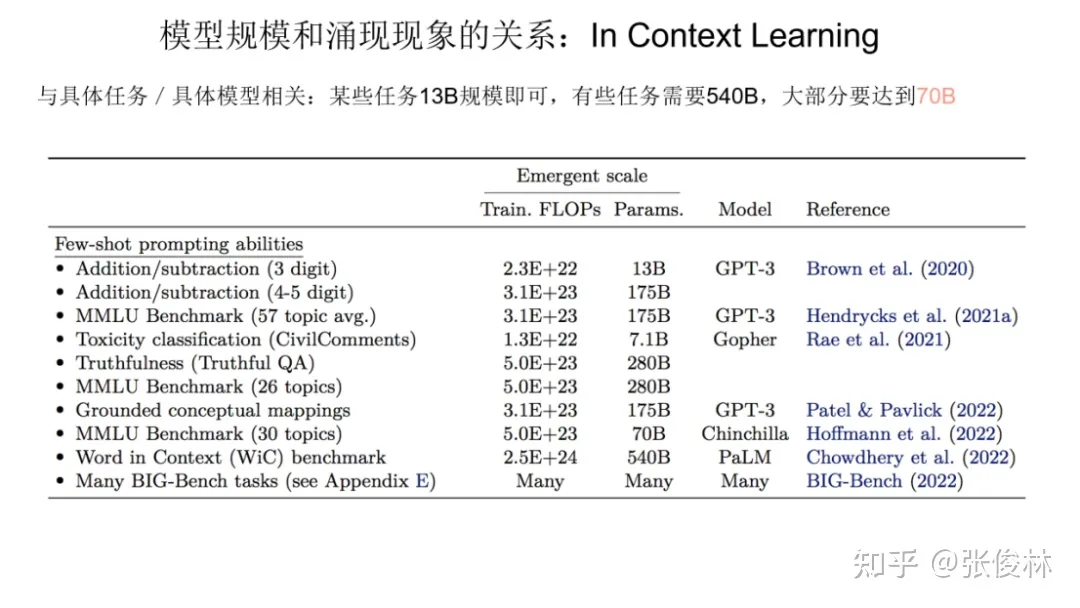 模型规模和涌现现象的关系：In Context Learning
与具体任务 / 具体模型相关：某些任务13B规模即可，有些任务需要540B，大部分要达到70B
Emergent scale
Train. FLOPs Params. Model Reference
Few-shot prompting abilities
• Addition/subtraction (3 digit) 2.3E+22 13B GPT-3 Brown et al. (2020)
• Addition/subtraction (4-5 digit) 3.1E+23 175B
• MMLU Benchmark (57 topic avg.) 3.1E+23 175B GPT-3 Hendrycks et al. (2021a)
• Toxicity classification (CivilComments) 1.3E+22 7.1B Gopher Rae et al. (2021)
• Truthfulness (Truthful QA) 5.0E+23 280B
• MMLU Benchmark (26 topics) 5.0E+23 280B
• Grounded conceptual mappings 3.1E+23 175B GPT-3 Patel & Pavlick (2022)
• MMLU Benchmark (30 topics) 5.0E+23 70B Chinchilla Hoffmann et al. (2022)
• Word in Context (WiC) benchmark 2.5E+24 540B PaLM Chowdhery et al. (2022)
• Many BIG-Bench tasks (see Appendix E) Many Many Many BIG-Bench (2022)
知乎 @张俊林